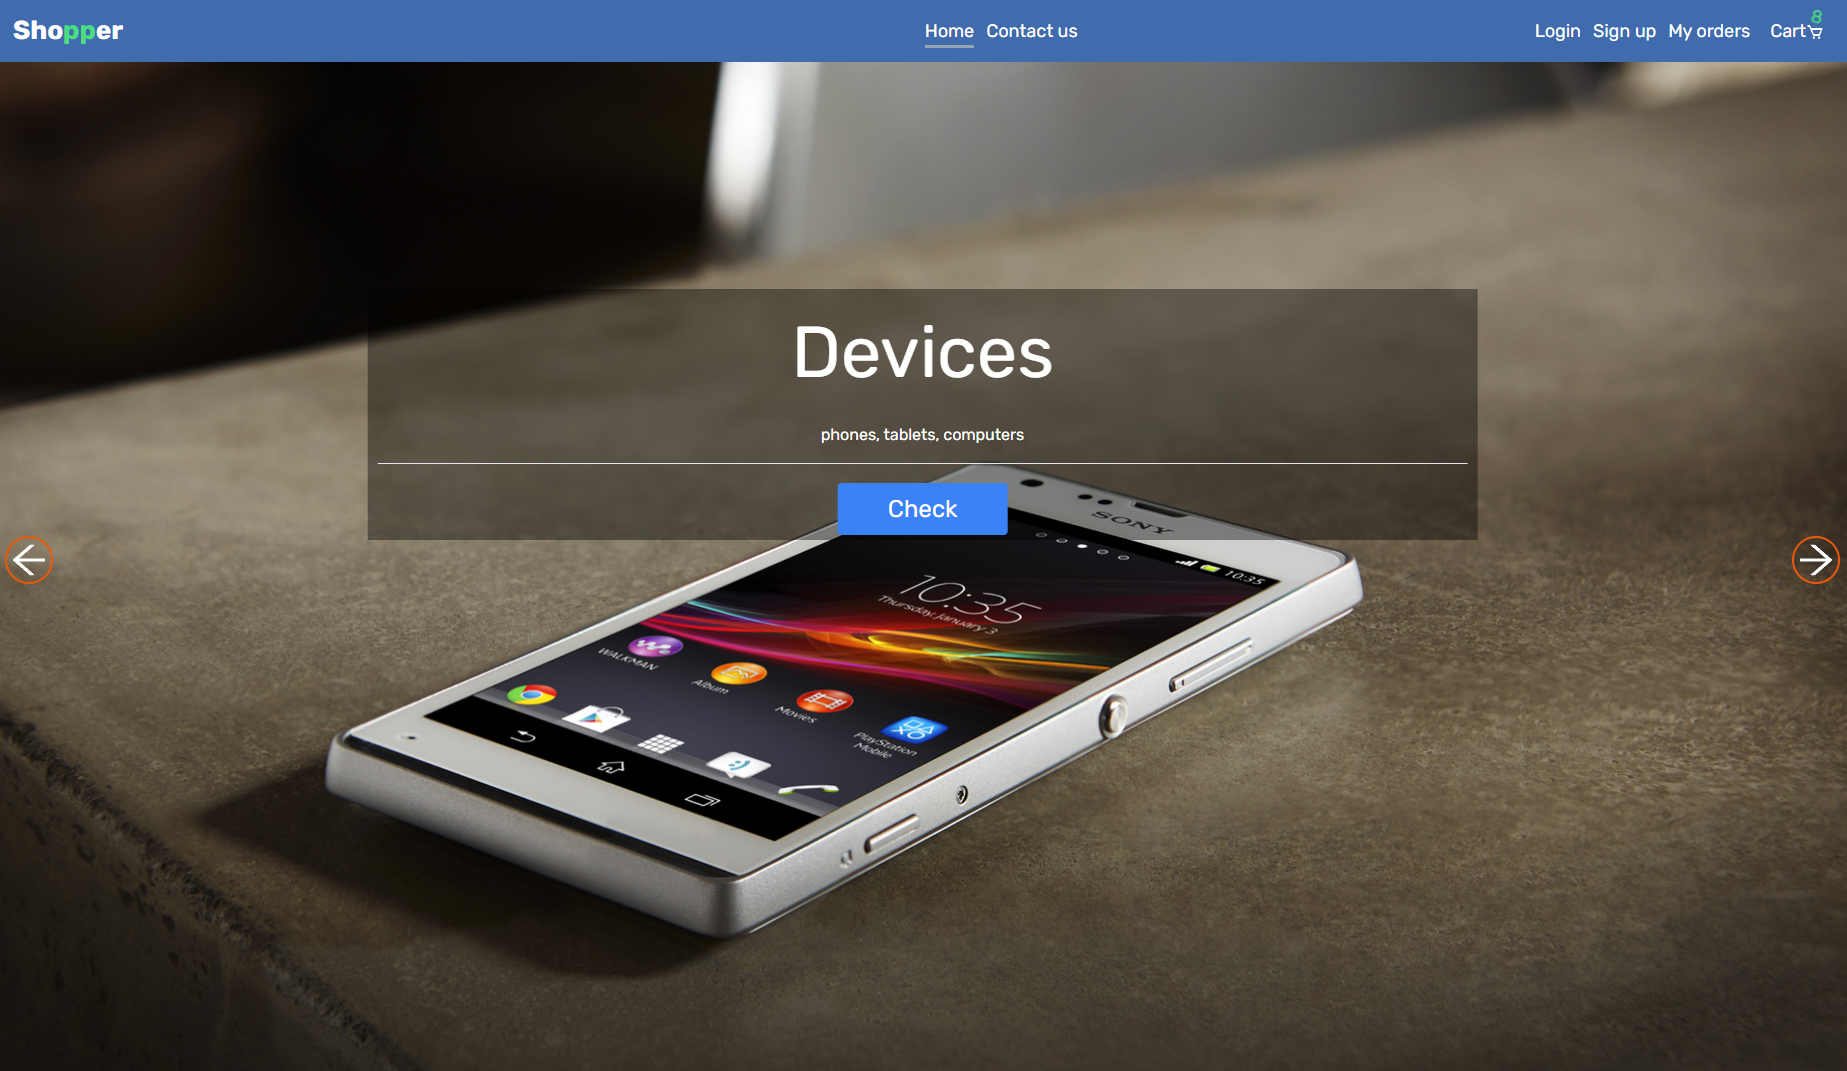 Shopper
Home Contact us
Login Sign up My orders Cart 8
Devices
phones, tablets, computers
Check
SONY
10:35
10:35
Thursday, January 3
WALKMAN
Album
Movies
PlayStation
Mobile